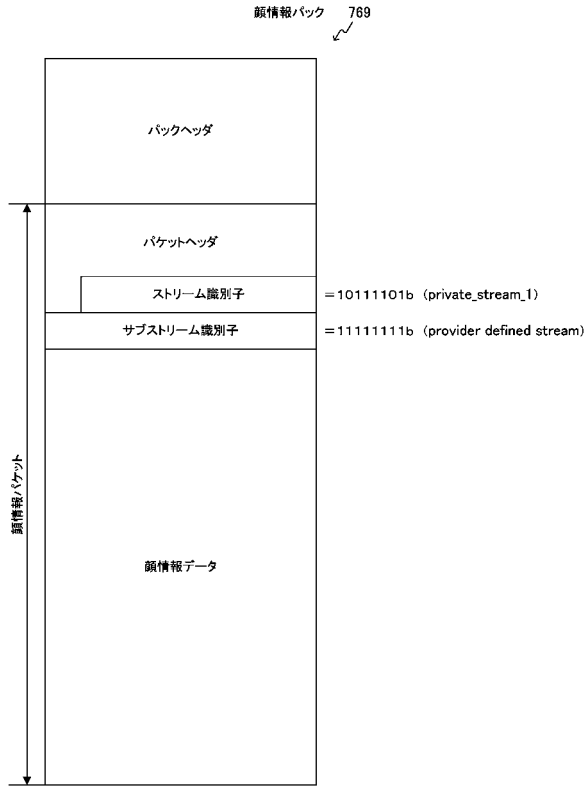 顔情報パック 769
パックヘッダ
パケットヘッダ
ストリーム識別子 =10111101b (private_stream_1)
サブストリーム識別子 =11111111b (provider defined stream)
顔情報パケット
顔情報データ